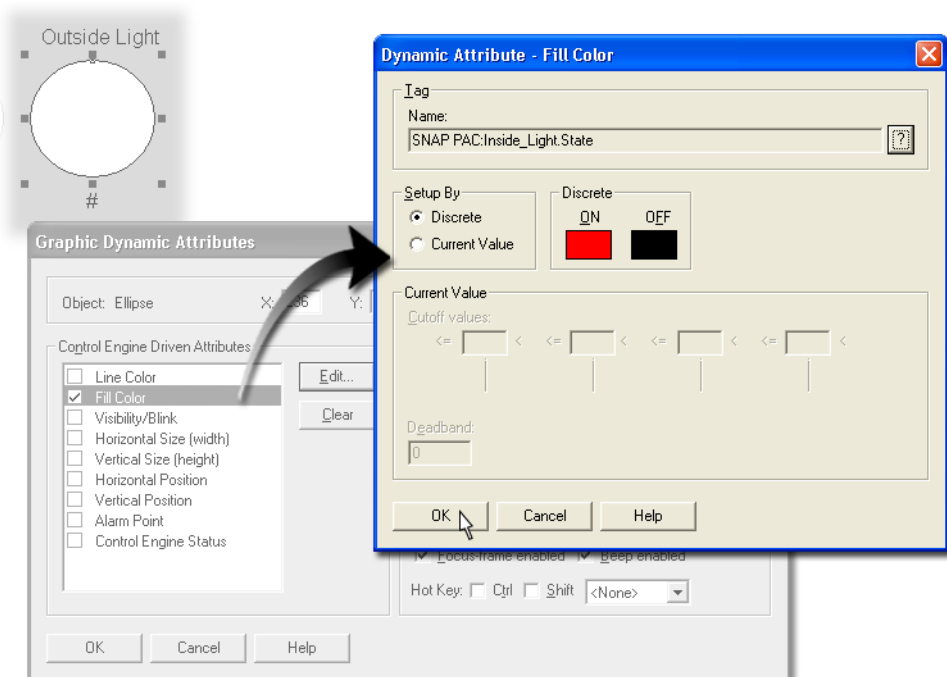 Outside Light
#
Graphic Dynamic Attributes
Object: Ellipse X: Y:
Control Engine Driven Attributes
Line Color
Fill Color
Visibility/Blink
Horizontal Size (width)
Vertical Size (height)
Horizontal Position
Vertical Position
Alarm Point
Control Engine Status
Edit...
Clear
Focus-frame enabled Beep enabled
Hot Key: Ctrl Shift <None>
OK Cancel Help
Dynamic Attribute - Fill Color
Tag
Name:
SNAP PAC:Inside_Light.State ?
Setup By
Discrete
Current Value
Discrete
ON OFF
Current Value
Cutoff values:
<= < <= < <= < <= <
Deadband:
0
OK Cancel Help